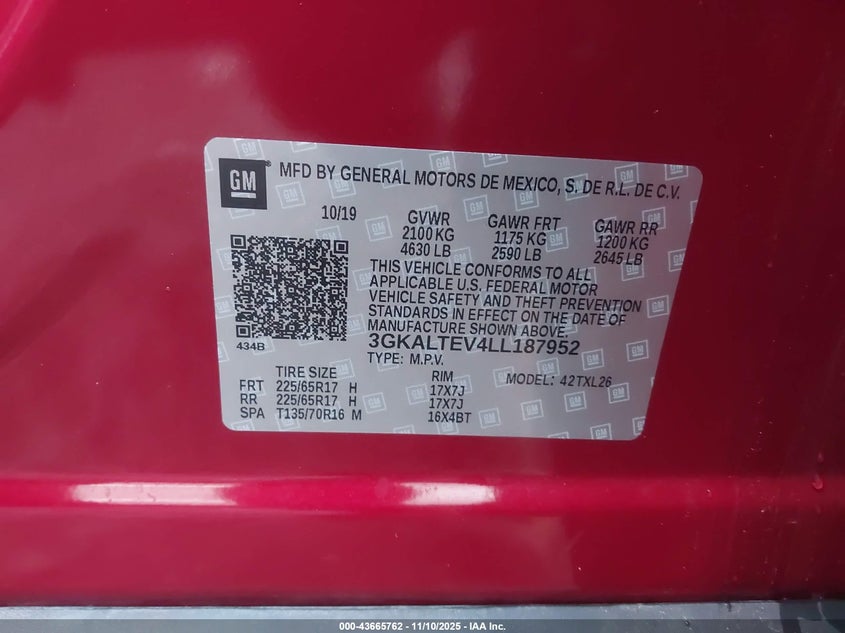 GM
MFD BY GENERAL MOTORS DE MEXICO, S. DE R.L. DE C.V.
10/19 GVWR GAWR FRT GAWR RR
2100 KG 1175 KG 1200 KG
4630 LB 2590 LB 2645 LB
THIS VEHICLE CONFORMS TO ALL
APPLICABLE U.S. FEDERAL MOTOR
VEHICLE SAFETY AND THEFT PREVENTION
STANDARDS IN EFFECT ON THE DATE OF
MANUFACTURE SHOWN ABOVE.
434B
3GKALTEV4LL187952
TYPE: M.P.V.
TIRE SIZE RIM MODEL: 42TXL26
FRT 225/65R17 H 17X7J
RR 225/65R17 H 17X7J
SPA T135/70R16 M 16X4BT
000-43665762 - 11/10/2025 - IAA Inc.